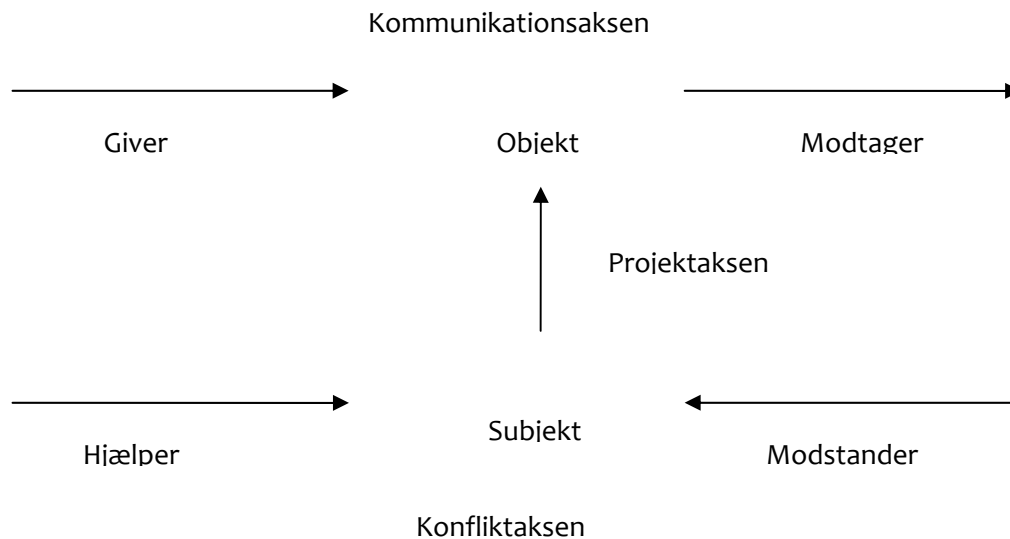 Kommunikationsaksen
Giver Objekt Modtager
Projektaksen
Subjekt
Hjælper Modstander
Konfliktaksen